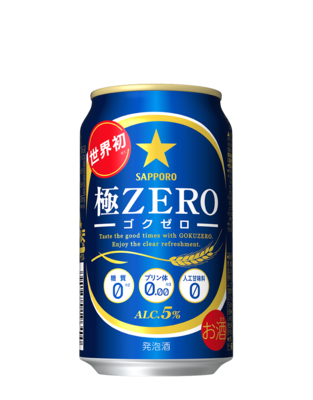 世界初
SAPPORO
極ZERO
ゴクゼロ
Taste the good times with GOKUZERO.
Enjoy the clear refreshment.
糖質
0
プリン体
0.00
人工甘味料
0
ALC.5%
お酒
発泡酒